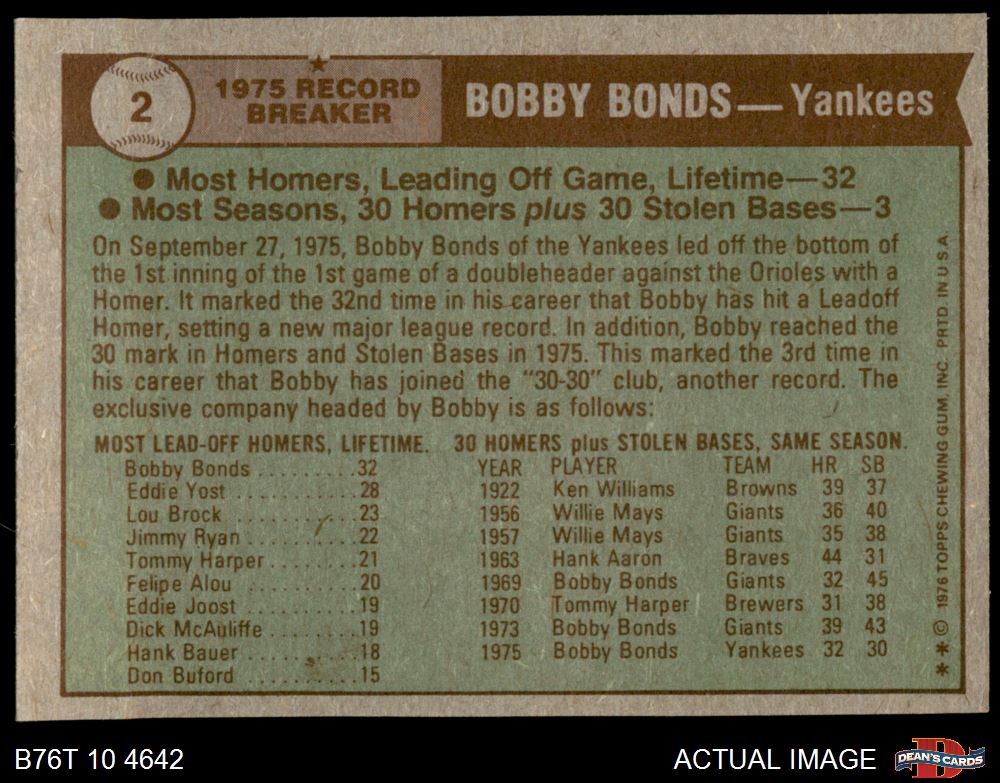 2
1975 RECORD
BREAKER
BOBBY BONDS — Yankees
● Most Homers, Leading Off Game, Lifetime—32
● Most Seasons, 30 Homers plus 30 Stolen Bases—3
On September 27, 1975, Bobby Bonds of the Yankees led off the bottom of
the 1st inning of the 1st game of a doubleheader against the Orioles with a
Homer. It marked the 32nd time in his career that Bobby has hit a Leadoff
Homer, setting a new major league record. In addition, Bobby reached the
30 mark in Homers and Stolen Bases in 1975. This marked the 3rd time in
his career that Bobby has joined the "30-30" club, another record. The
exclusive company headed by Bobby is as follows:
MOST LEAD-OFF HOMERS, LIFETIME.
Bobby Bonds ..........32
Eddie Yost ...........28
Lou Brock ...........23
Jimmy Ryan ..........22
Tommy Harper ........21
Felipe Alou ..........20
Eddie Joost ..........19
Dick McAuliffe ........19
Hank Bauer ..........18
Don Buford ..........15
30 HOMERS plus STOLEN BASES, SAME SEASON.
YEAR PLAYER TEAM HR SB
1922 Ken Williams Browns 39 37
1956 Willie Mays Giants 36 40
1957 Willie Mays Giants 35 38
1963 Hank Aaron Braves 44 31
1969 Bobby Bonds Giants 32 45
1970 Tommy Harper Brewers 31 38
1973 Bobby Bonds Giants 39 43
1975 Bobby Bonds Yankees 32 30
* * © 1976 TOPPS CHEWING GUM, INC. PRTD. IN U.S.A.
B76T 10 4642
ACTUAL IMAGE
D
DEAN'S CARDS